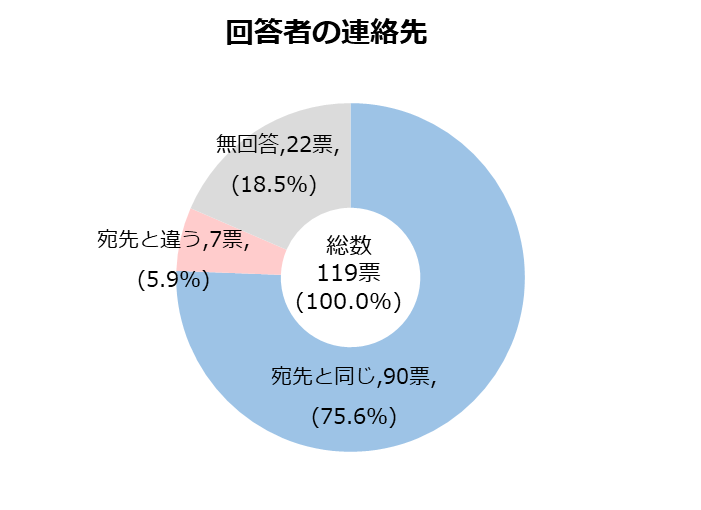 回答者の連絡先
無回答,22票,
(18.5%)
宛先と違う,7票,
(5.9%)
総数
119票
(100.0%)
宛先と同じ,90票,
(75.6%)